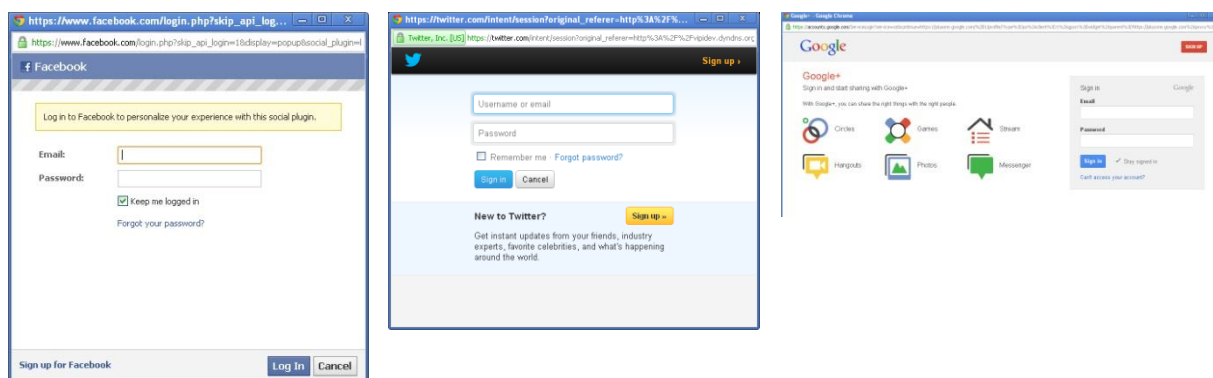 https://www.facebook.com/login.php?skip_api_log...
https://www.facebook.com/login.php?skip_api_login=1&display=popup&social_plugin=l
f Facebook
Log in to Facebook to personalize your experience with this social plugin.
Email:
Password:
Keep me logged in
Forgot your password?
Sign up for Facebook
Log In
Cancel
https://twitter.com/intent/session?original_referer=http%3A%2F%...
Twitter, Inc. [US] https://twitter.com/intent/session?original_referer=http%3A%2F%2Fvipidev.dyndns.org
Sign up ›
Username or email
Password
Remember me · Forgot password?
Sign in
Cancel
New to Twitter?
Sign up »
Get instant updates from your friends, industry
experts, favorite celebrities, and what's happening
around the world.
Google+ - Google Chrome
Google
SIGN UP
Google+
Sign in and start sharing with Google+
With Google+, you can share the right things with the right people.
Circles
Games
Stream
Hangouts
Photos
Messenger
Sign in
Google
Email
Password
Sign in
Stay signed in
Can't access your account?